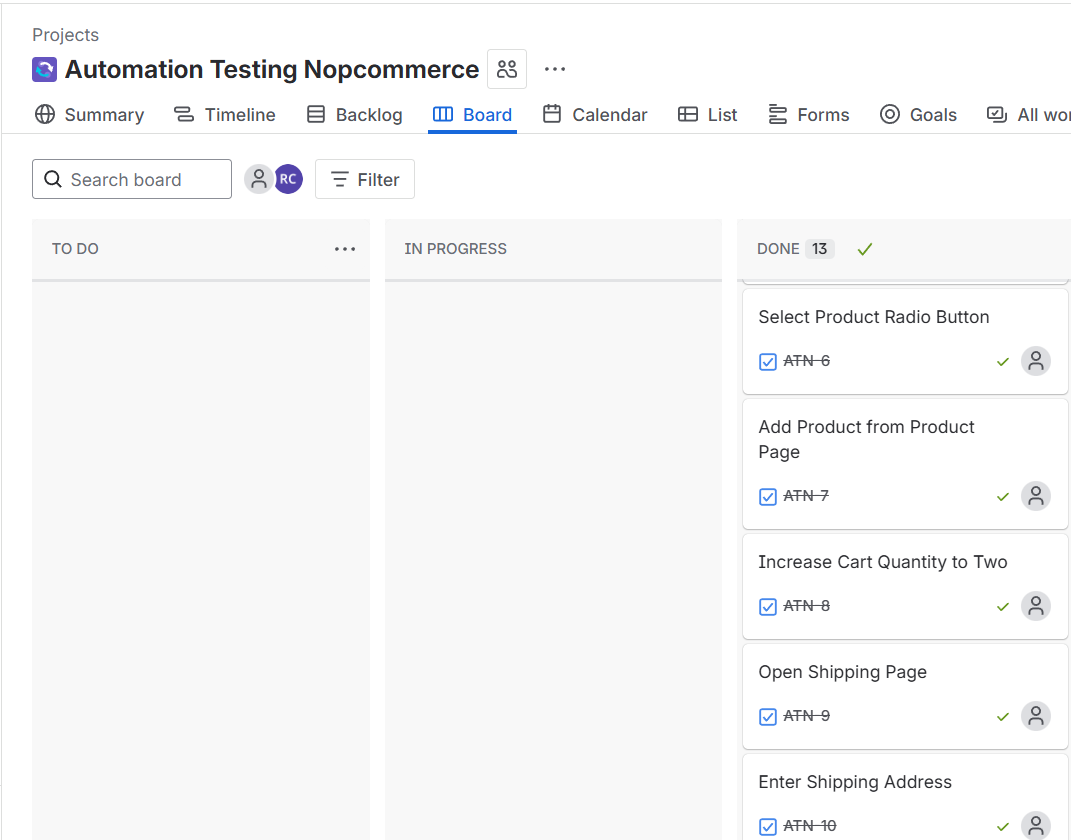 Projects
Automation Testing Nopcommerce
Summary Timeline Backlog Board Calendar List Forms Goals All wor
Search board RC Filter
TO DO IN PROGRESS DONE 13
Select Product Radio Button
ATN-6
Add Product from Product
Page
ATN-7
Increase Cart Quantity to Two
ATN-8
Open Shipping Page
ATN-9
Enter Shipping Address
ATN-10